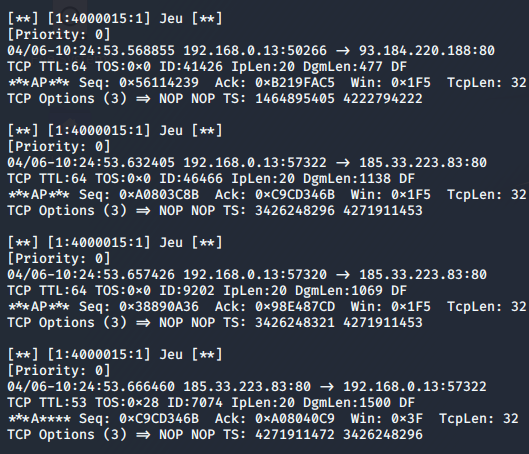 [**] [1:4000015:1] Jeu [**]
[Priority: 0]
04/06-10:24:53.568855 192.168.0.13:50266 → 93.184.220.188:80
TCP TTL:64 TOS:0×0 ID:41426 IpLen:20 DgmLen:477 DF
***AP*** Seq: 0×56114239  Ack: 0×B219FAC5  Win: 0×1F5  TcpLen: 32
TCP Options (3) ⇒ NOP NOP TS: 1464895405 4222794222

[**] [1:4000015:1] Jeu [**]
[Priority: 0]
04/06-10:24:53.632405 192.168.0.13:57322 → 185.33.223.83:80
TCP TTL:64 TOS:0×0 ID:46466 IpLen:20 DgmLen:1138 DF
***AP*** Seq: 0×A0803C8B  Ack: 0×C9CD346B  Win: 0×1F5  TcpLen: 32
TCP Options (3) ⇒ NOP NOP TS: 3426248296 4271911453

[**] [1:4000015:1] Jeu [**]
[Priority: 0]
04/06-10:24:53.657426 192.168.0.13:57320 → 185.33.223.83:80
TCP TTL:64 TOS:0×0 ID:9202 IpLen:20 DgmLen:1069 DF
***AP*** Seq: 0×38890A36  Ack: 0×98E487CD  Win: 0×1F5  TcpLen: 32
TCP Options (3) ⇒ NOP NOP TS: 3426248321 4271911453

[**] [1:4000015:1] Jeu [**]
[Priority: 0]
04/06-10:24:53.666460 185.33.223.83:80 → 192.168.0.13:57322
TCP TTL:53 TOS:0×28 ID:7074 IpLen:20 DgmLen:1500 DF
***A**** Seq: 0×C9CD346B  Ack: 0×A08040C9  Win: 0×3F  TcpLen: 32
TCP Options (3) ⇒ NOP NOP TS: 4271911472 3426248296